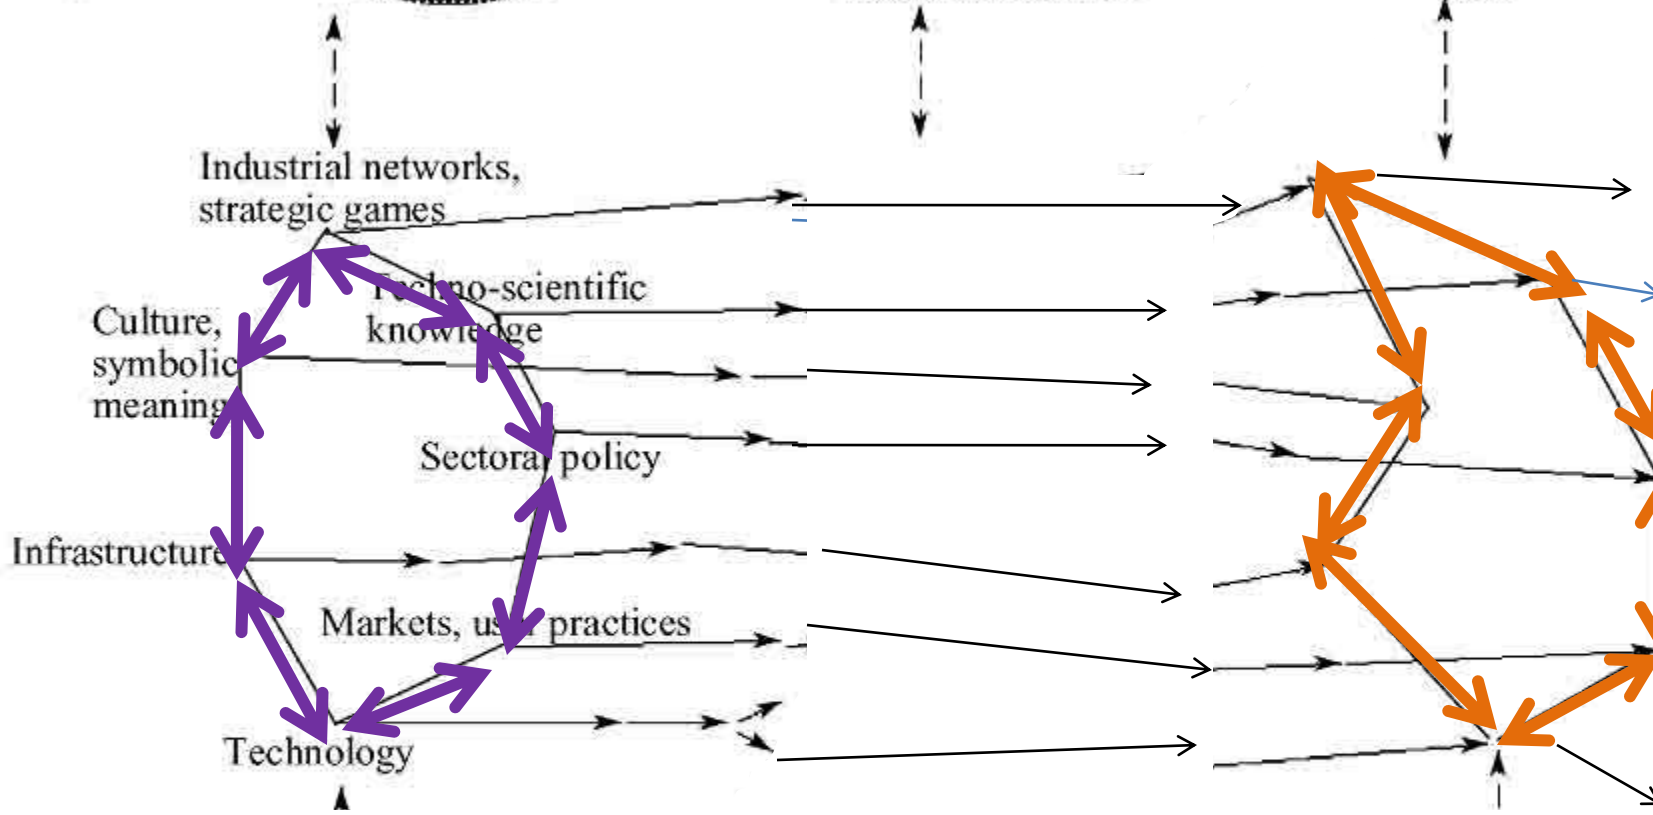 Industrial networks,
strategic games
Techno-scientific
knowledge
Culture,
symbolic
meaning
Sectoral policy
Infrastructure
Markets, user practices
Technology